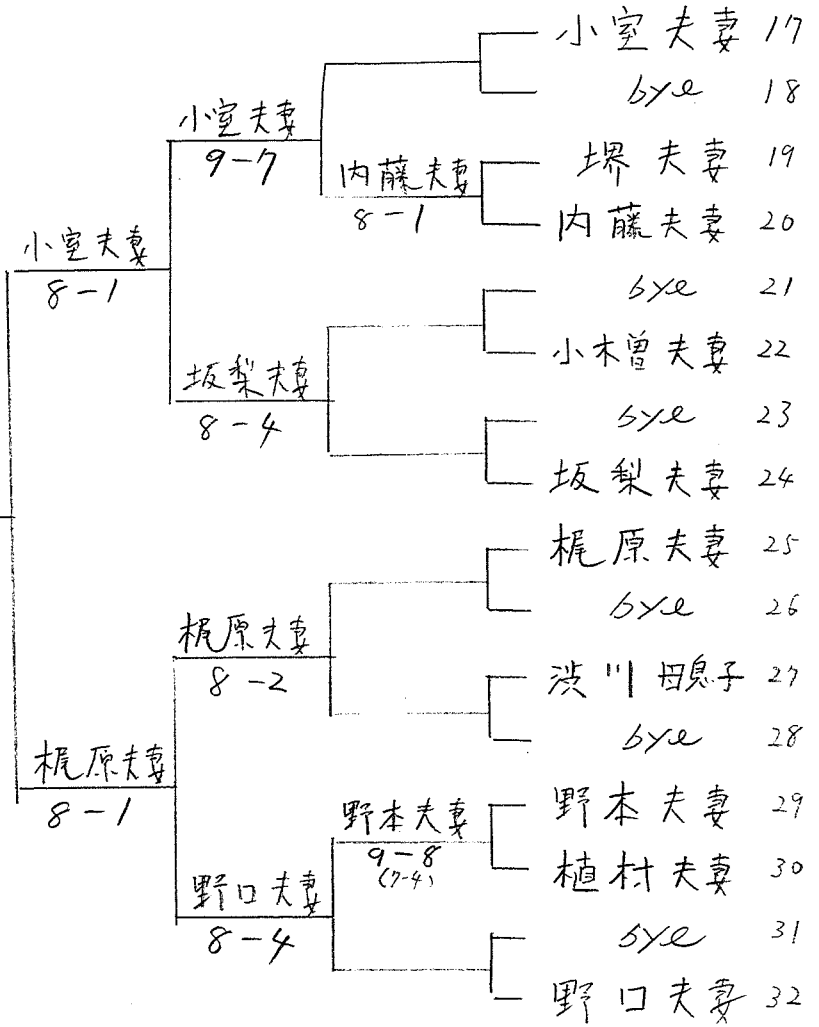 小室夫妻 17
bye 18
小室夫妻
9-7
堺夫妻 19
内藤夫妻
8-1
内藤夫妻 20
小室夫妻
8-1
bye 21
小木曽夫妻 22
坂梨夫妻
8-4
bye 23
坂梨夫妻 24
梶原夫妻 25
bye 26
梶原夫妻
8-2
渋川母息子 27
bye 28
梶原夫妻
8-1
野本夫妻 29
野本夫妻
9-8
(7-4)
植村夫妻 30
野口夫妻
8-4
bye 31
野口夫妻 32